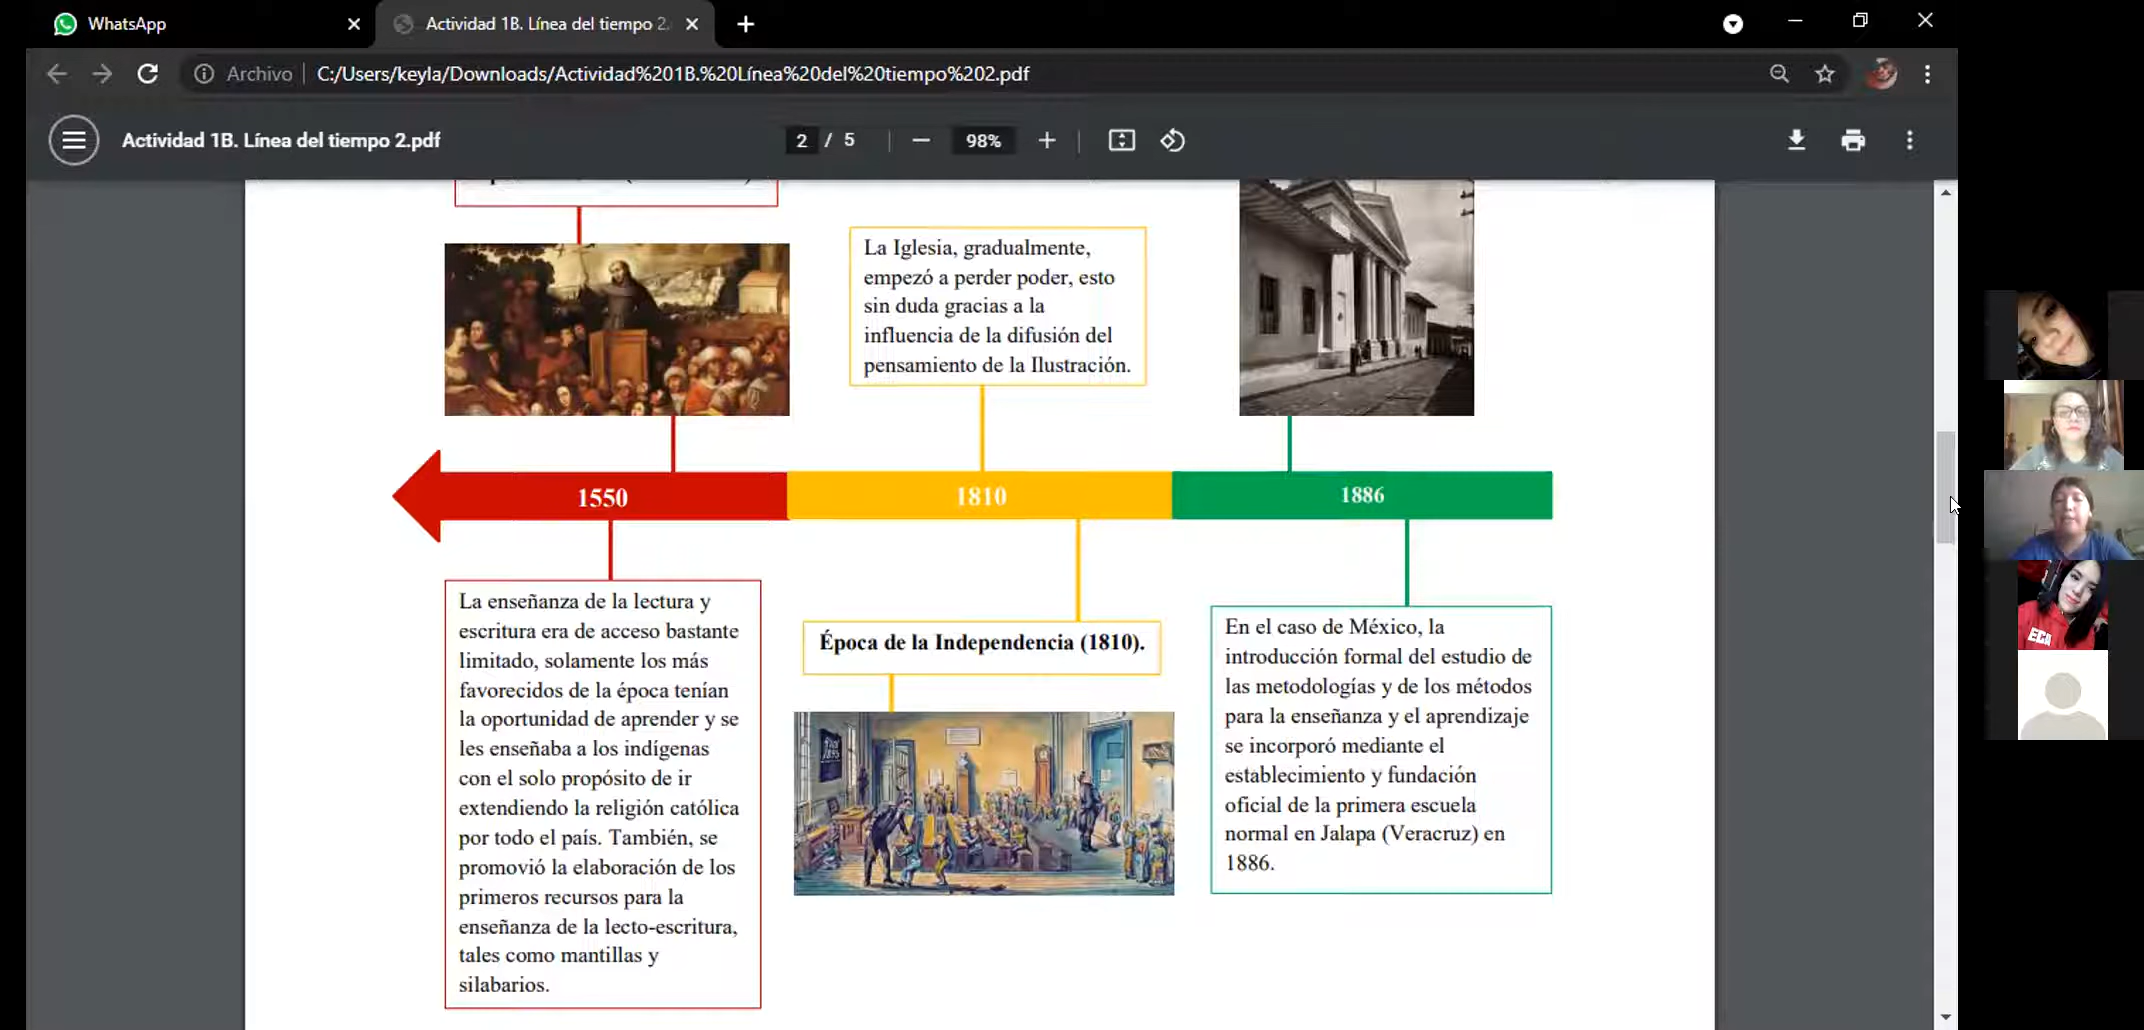 WhatsApp
Actividad 1B. Línea del tiempo 2.
Archivo
C:/Users/keyla/Downloads/Actividad%201B.%20Línea%20del%20tiempo%202.pdf
Actividad 1B. Línea del tiempo 2.pdf
2 / 5
98%
La Iglesia, gradualmente,
empezó a perder poder, esto
sin duda gracias a la
influencia de la difusión del
pensamiento de la Ilustración.
1550
1810
1886
La enseñanza de la lectura y
escritura era de acceso bastante
limitado, solamente los más
favorecidos de la época tenían
la oportunidad de aprender y se
les enseñaba a los indígenas
con el solo propósito de ir
extendiendo la religión católica
por todo el país. También, se
promovió la elaboración de los
primeros recursos para la
enseñanza de la lecto-escritura,
tales como mantillas y
silabarios.
Época de la Independencia (1810).
En el caso de México, la
introducción formal del estudio de
las metodologías y de los métodos
para la enseñanza y el aprendizaje
se incorporó mediante el
establecimiento y fundación
oficial de la primera escuela
normal en Jalapa (Veracruz) en
1886.